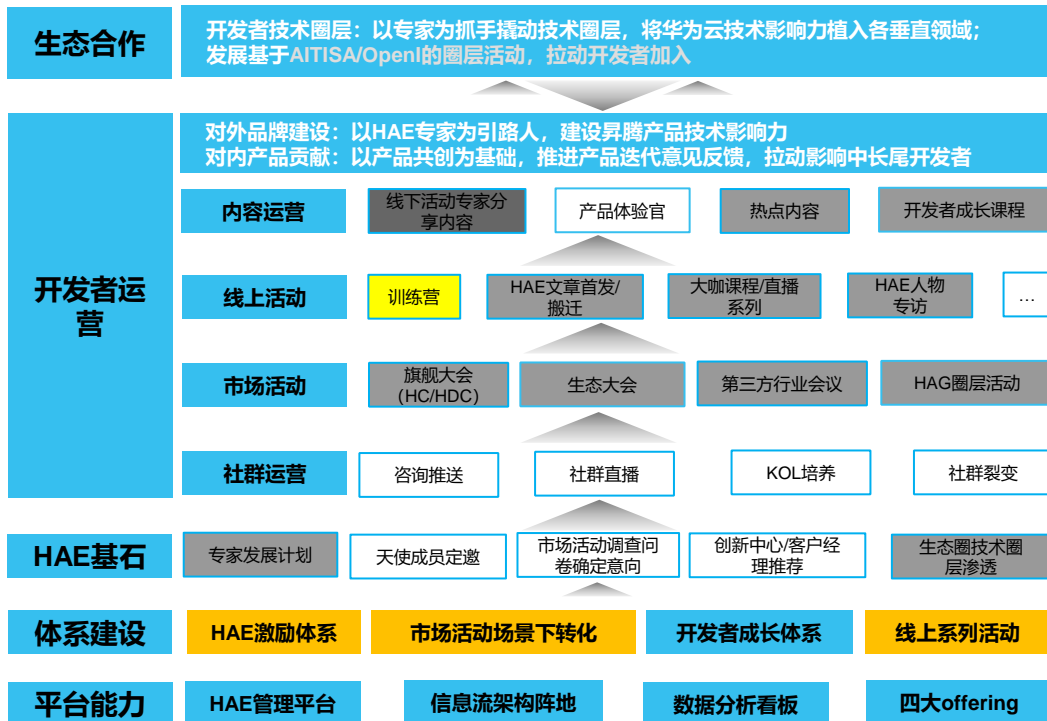 生态合作
开发者技术圈层：以专家为抓手撬动技术圈层，将华为云技术影响力植入各垂直领域；
发展基于AITISA/OpenI的圈层活动，拉动开发者加入
对外品牌建设：以HAE专家为引路人，建设昇腾产品技术影响力
对内产品贡献：以产品共创为基础，推进产品迭代意见反馈，拉动影响中长尾开发者
开发者运
营
内容运营
线下活动专家分
享内容
产品体验官
热点内容
开发者成长课程
线上活动
训练营
HAE文章首发/
搬迁
大咖课程/直播
系列
HAE人物
专访
…
市场活动
旗舰大会
（HC/HDC）
生态大会
第三方行业会议
HAG圈层活动
社群运营
咨询推送
社群直播
KOL培养
社群裂变
HAE基石
专家发展计划
天使成员定邀
市场活动调查问
卷确定意向
创新中心/客户经
理推荐
生态圈技术圈
层渗透
体系建设
HAE激励体系
市场活动场景下转化
开发者成长体系
线上系列活动
平台能力
HAE管理平台
信息流架构阵地
数据分析看板
四大offering